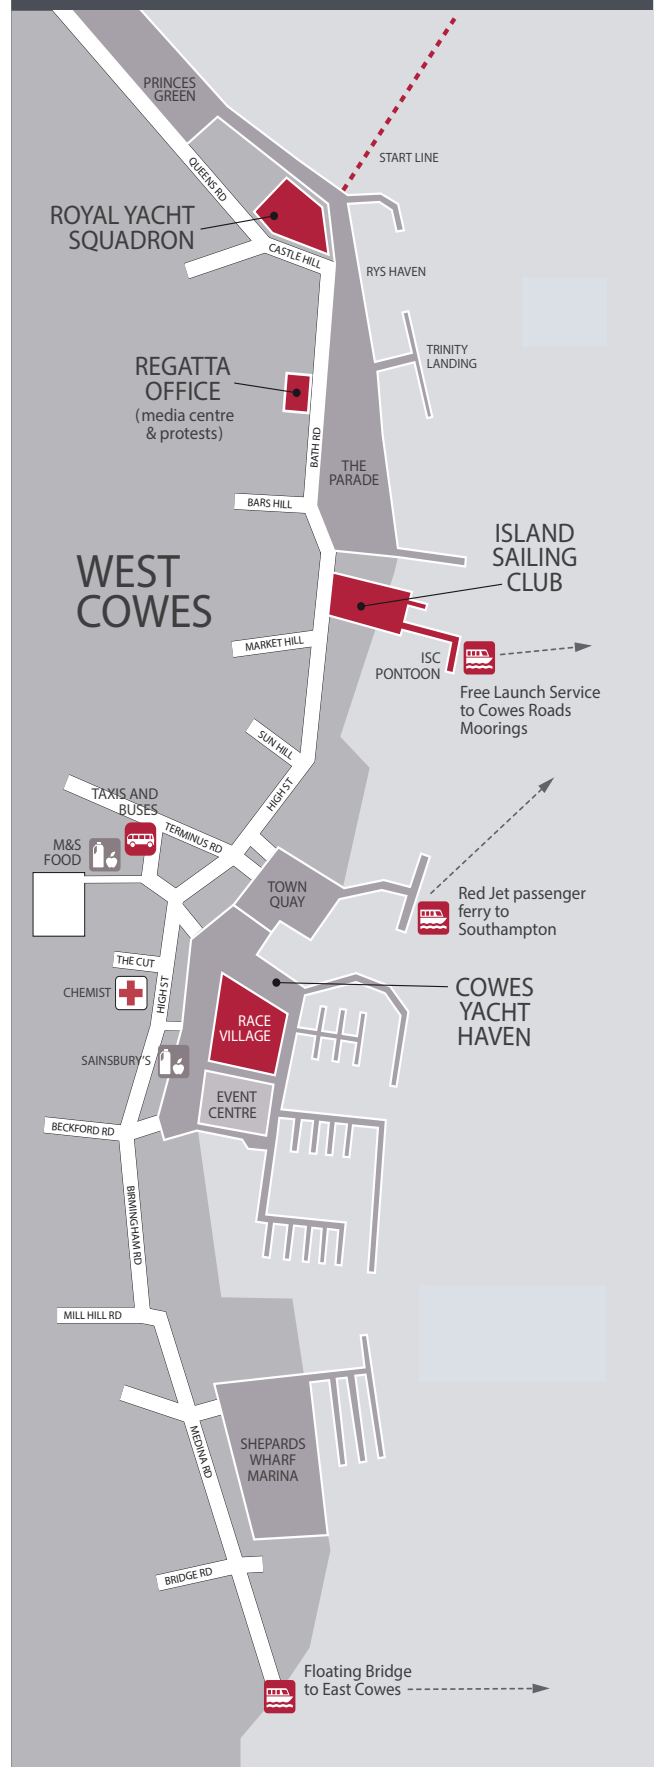 PRINCES
GREEN
START LINE
QUEENS RD
ROYAL YACHT
SQUADRON
CASTLE HILL
RYS HAVEN
TRINITY
LANDING
REGATTA
OFFICE
(media centre
& protests)
BATH RD
THE
PARADE
BARS HILL
ISLAND
SAILING
CLUB
WEST
COWES
MARKET HILL
ISC
PONTOON
Free Launch Service
to Cowes Roads
Moorings
SUN HILL
HIGH ST
TAXIS AND
BUSES
TERMINUS RD
M&S
FOOD
TOWN
QUAY
Red Jet passenger
ferry to
Southampton
THE CUT
CHEMIST
HIGH ST
COWES
YACHT
HAVEN
RACE
VILLAGE
SAINSBURY'S
EVENT
CENTRE
BECKFORD RD
BIRMINGHAM RD
MILL HILL RD
MEDINA RD
SHEPARDS
WHARF
MARINA
BRIDGE RD
Floating Bridge
to East Cowes